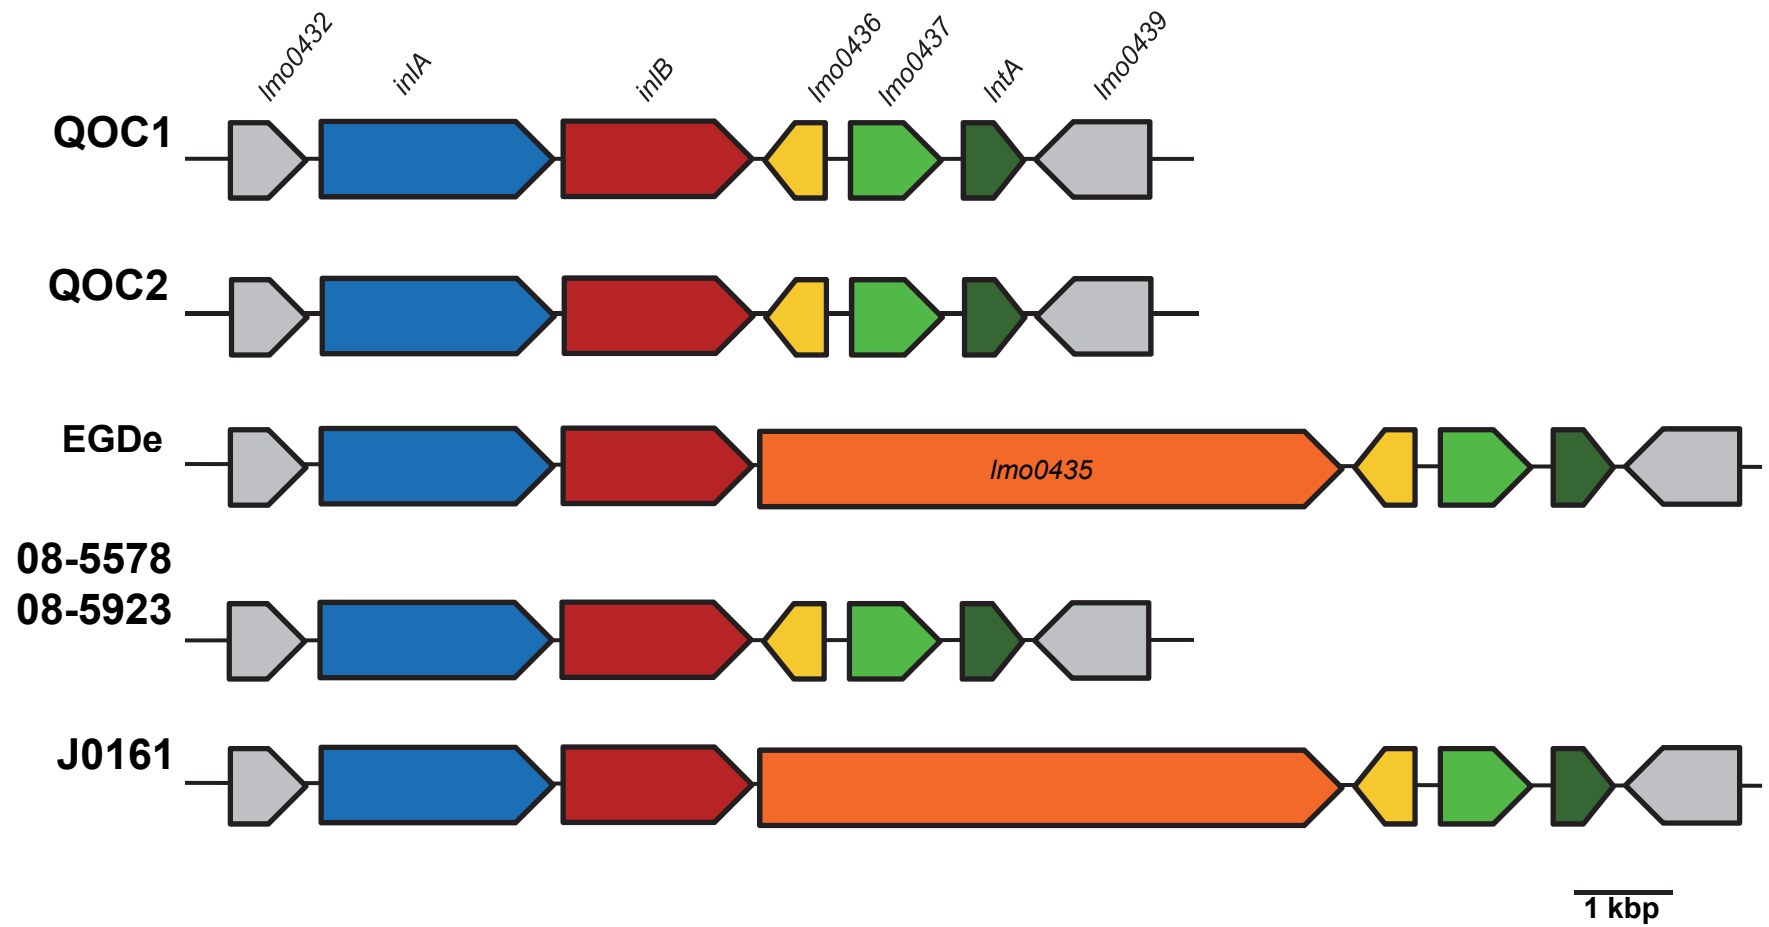 lmo0432
inlA
inlB
lmo0436
lmo0437
lntA
lmo0439
QOC1
QOC2
EGDe
lmo0435
08-5578
08-5923
J0161
1 kbp